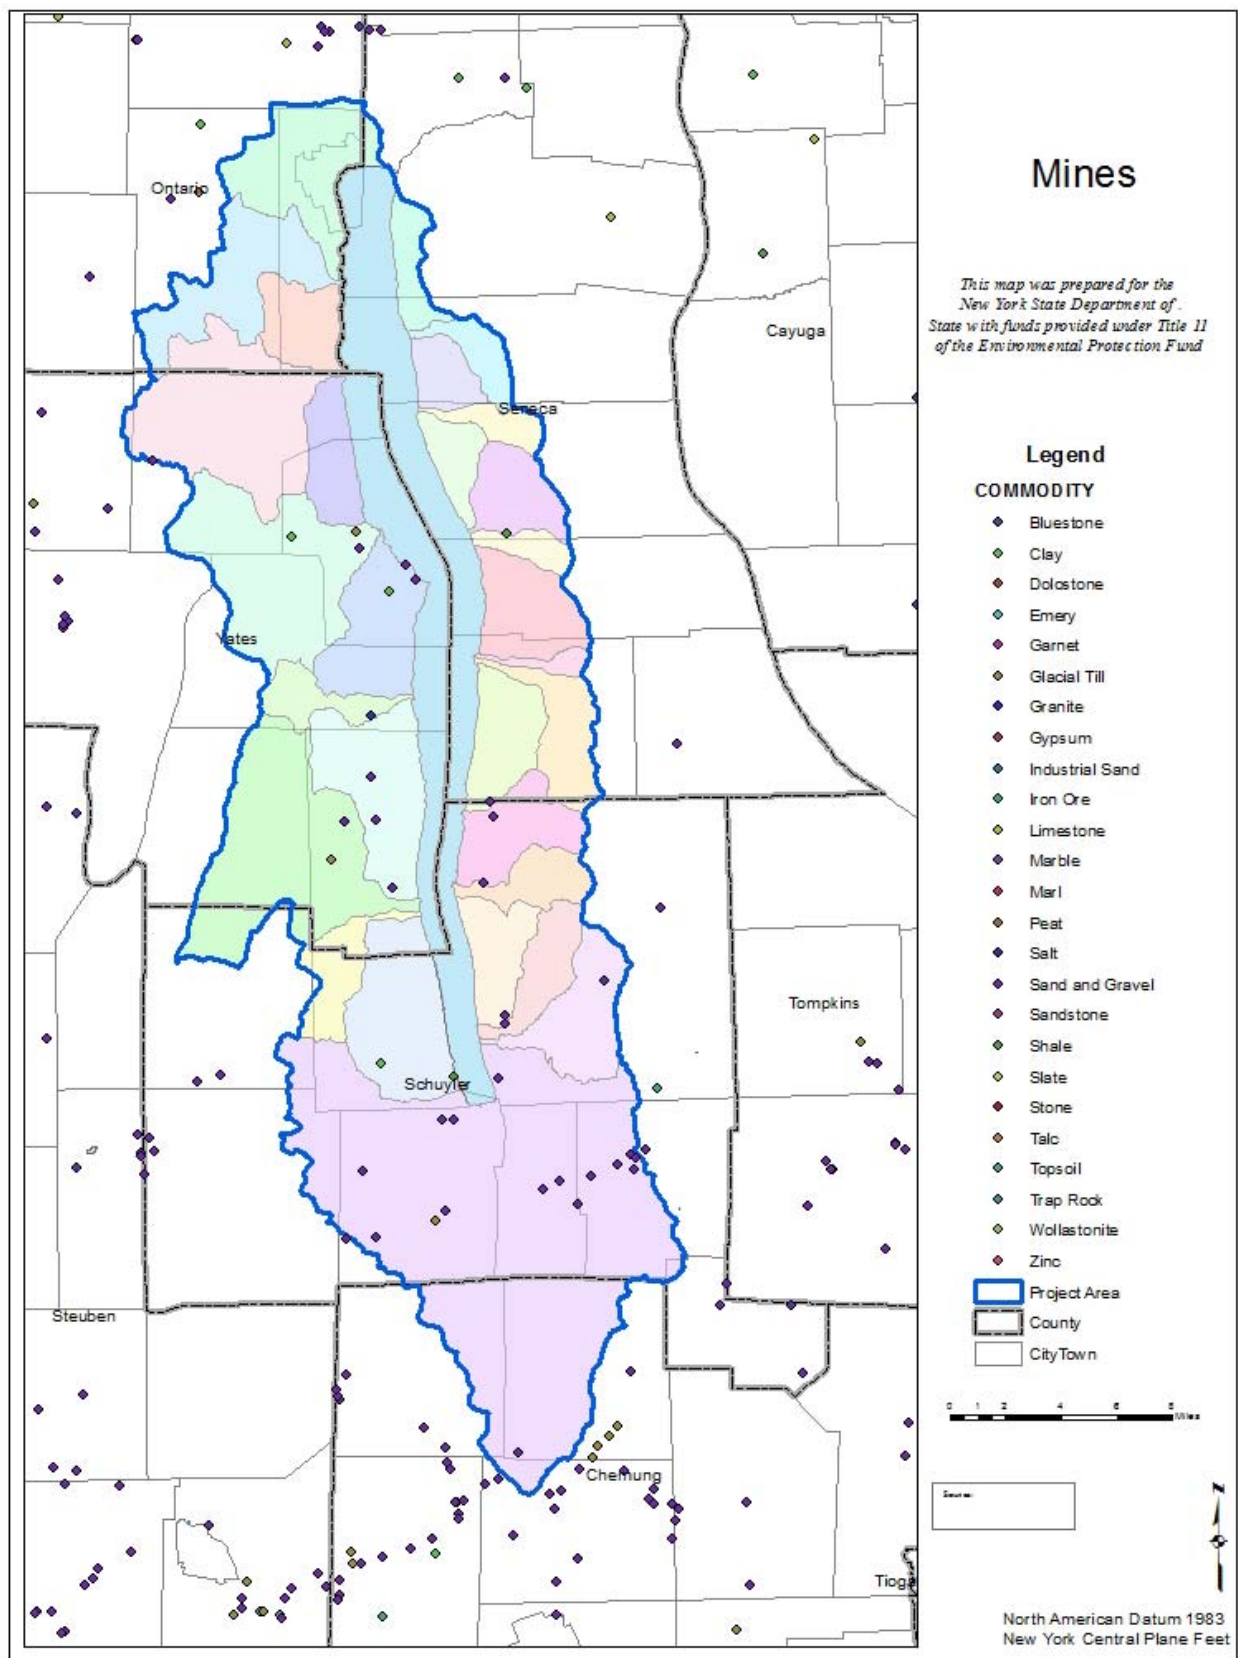 Mines
This map was prepared for the
New York State Department of .
State with funds provided under Title 11
of the Environmental Protection Fund
Legend
COMMODITY
Bluestone
Clay
Dolostone
Emery
Garnet
Glacial Till
Granite
Gypsum
Industrial Sand
Iron Ore
Limestone
Marble
Marl
Peat
Salt
Sand and Gravel
Sandstone
Shale
Slate
Stone
Talc
Topsoil
Trap Rock
Wollastonite
Zinc
Project Area
County
CityTown
0 1 2 4 6 8
Miles
Source:
N
North American Datum 1983
New York Central Plane Feet
Ontario
Cayuga
Seneca
Yates
Tompkins
Schuyler
Steuben
Chemung
Tioga